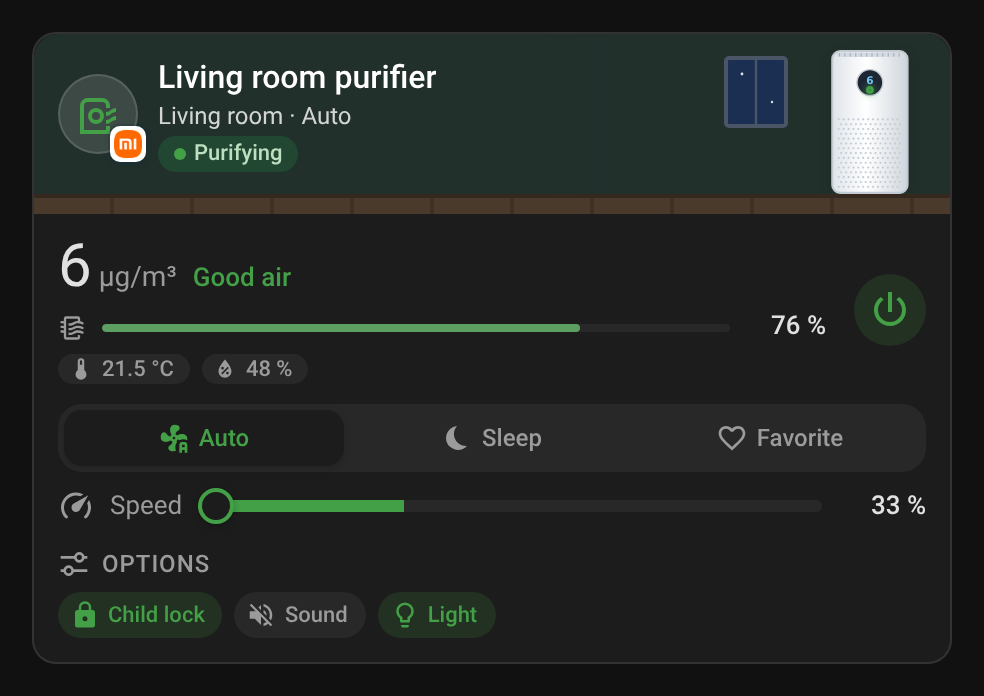 Living room purifier
Living room · Auto
Purifying
mi
6
6 µg/m³ Good air
76 %
21.5 °C 48 %
Auto Sleep Favorite
Speed 33 %
OPTIONS
Child lock Sound Light